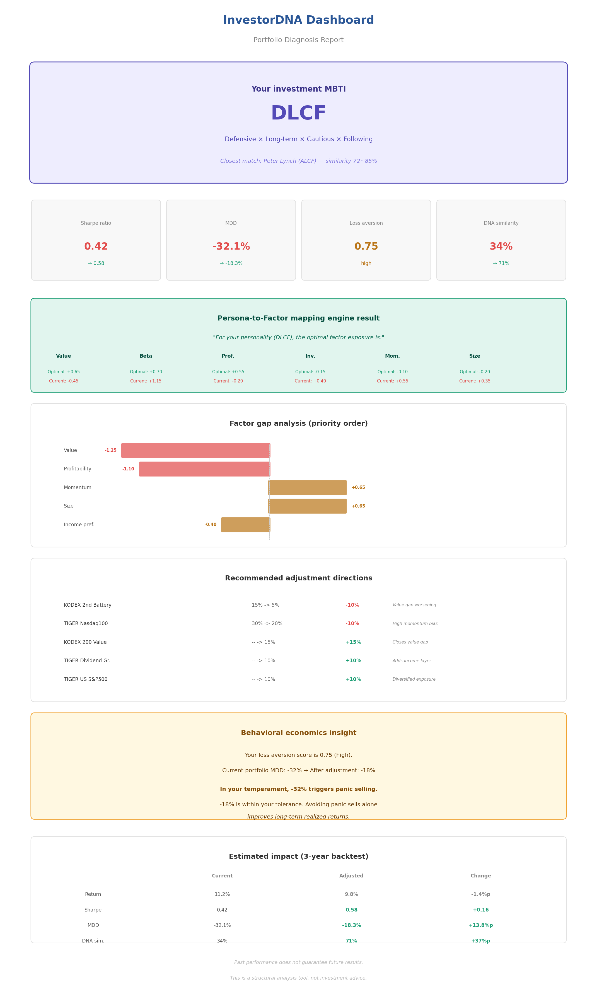 InvestorDNA Dashboard
Portfolio Diagnosis Report
Your investment MBTI
DLCF
Defensive × Long-term × Cautious × Following
Closest match: Peter Lynch (ALCF) — similarity 72~85%
Sharpe ratio MDD Loss aversion DNA similarity
0.42 -32.1% 0.75 34%
→ 0.58 → -18.3% high → 71%
Persona-to-Factor mapping engine result
"For your personality (DLCF), the optimal factor exposure is:"
Value Beta Prof. Inv. Mom. Size
Optimal: +0.65 Optimal: +0.70 Optimal: +0.55 Optimal: -0.15 Optimal: -0.10 Optimal: -0.20
Current: -0.45 Current: +1.15 Current: -0.20 Current: +0.40 Current: +0.55 Current: +0.35
Factor gap analysis (priority order)
Value -1.25
Profitability -1.10
Momentum +0.65
Size +0.65
Income pref. -0.40
Recommended adjustment directions
KODEX 2nd Battery 15% -> 5% -10% Value gap worsening
TIGER Nasdaq100 30% -> 20% -10% High momentum bias
KODEX 200 Value -- -> 15% +15% Closes value gap
TIGER Dividend Gr. -- -> 10% +10% Adds income layer
TIGER US S&P500 -- -> 10% +10% Diversified exposure
Behavioral economics insight
Your loss aversion score is 0.75 (high).
Current portfolio MDD: -32% → After adjustment: -18%
In your temperament, -32% triggers panic selling.
-18% is within your tolerance. Avoiding panic sells alone
improves long-term realized returns.
Estimated impact (3-year backtest)
Current Adjusted Change
Return 11.2% 9.8% -1.4%p
Sharpe 0.42 0.58 +0.16
MDD -32.1% -18.3% +13.8%p
DNA sim. 34% 71% +37%p
Past performance does not guarantee future results.
This is a structural analysis tool, not investment advice.